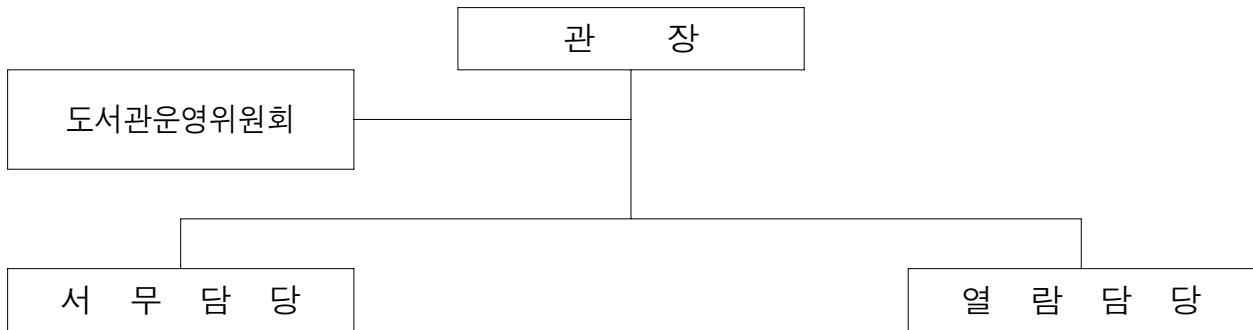 관 장
도서관운영위원회
서 무 담 당
열 람 담 당